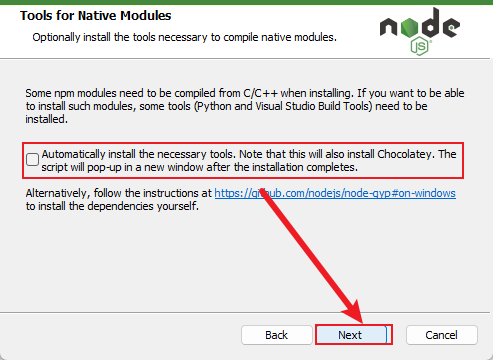 Tools for Native Modules
Optionally install the tools necessary to compile native modules.
node
JS
Some npm modules need to be compiled from C/C++ when installing. If you want to be able
to install such modules, some tools (Python and Visual Studio Build Tools) need to be
installed.
Automatically install the necessary tools. Note that this will also install Chocolatey. The
script will pop-up in a new window after the installation completes.
Alternatively, follow the instructions at https://github.com/nodejs/node-gyp#on-windows
to install the dependencies yourself.
Back
Next
Cancel